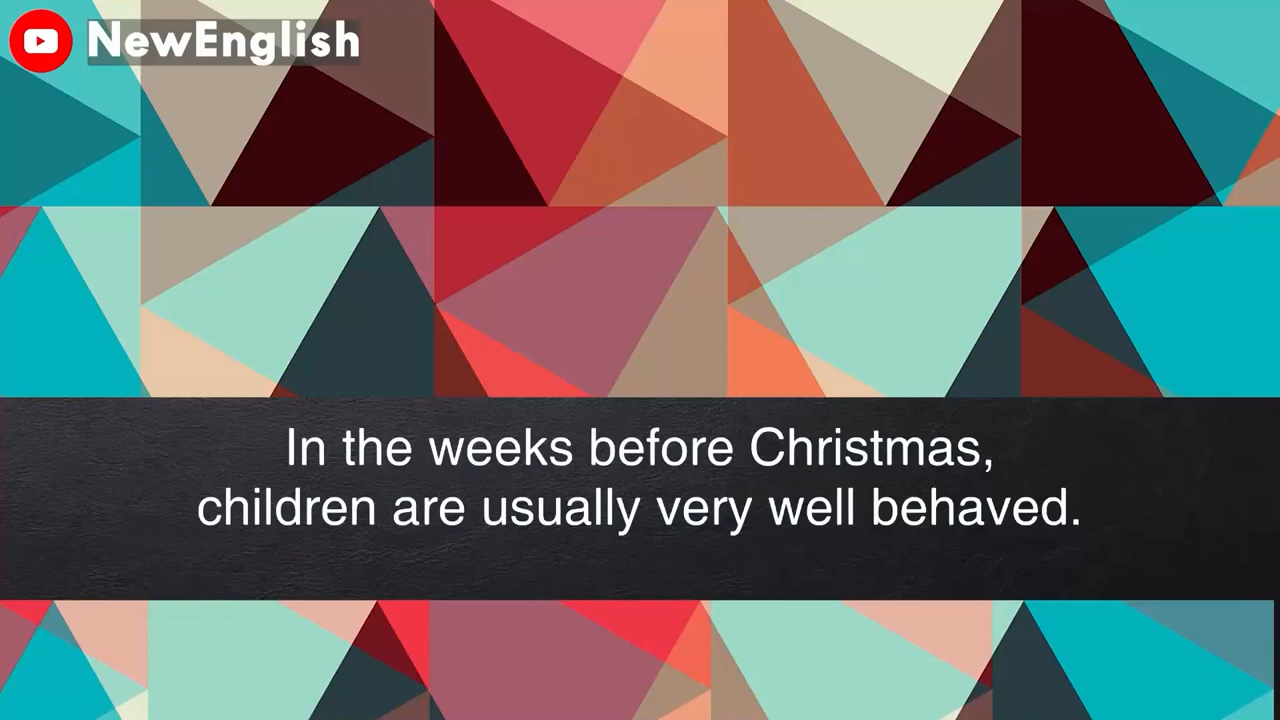 NewEnglish
In the weeks before Christmas,
children are usually very well behaved.